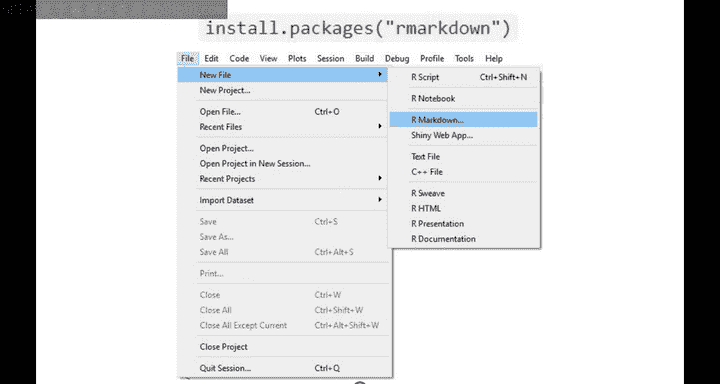 install.packages("rmarkdown")
File Edit Code View Plots Session Build Debug Profile Tools Help
New File
New Project...
Open File... Ctrl+O
Recent Files
Open Project...
Open Project in New Session...
Recent Projects
Import Dataset
Save Ctrl+S
Save As...
Save All Ctrl+Alt+S
Print...
Close Ctrl+W
Close All Ctrl+Shift+W
Close All Except Current Ctrl+Alt+Shift+W
Close Project
Quit Session... Ctrl+Q
R Script Ctrl+Shift+N
R Notebook
R Markdown...
Shiny Web App...
Text File
C++ File
R Sweave
R HTML
R Presentation
R Documentation